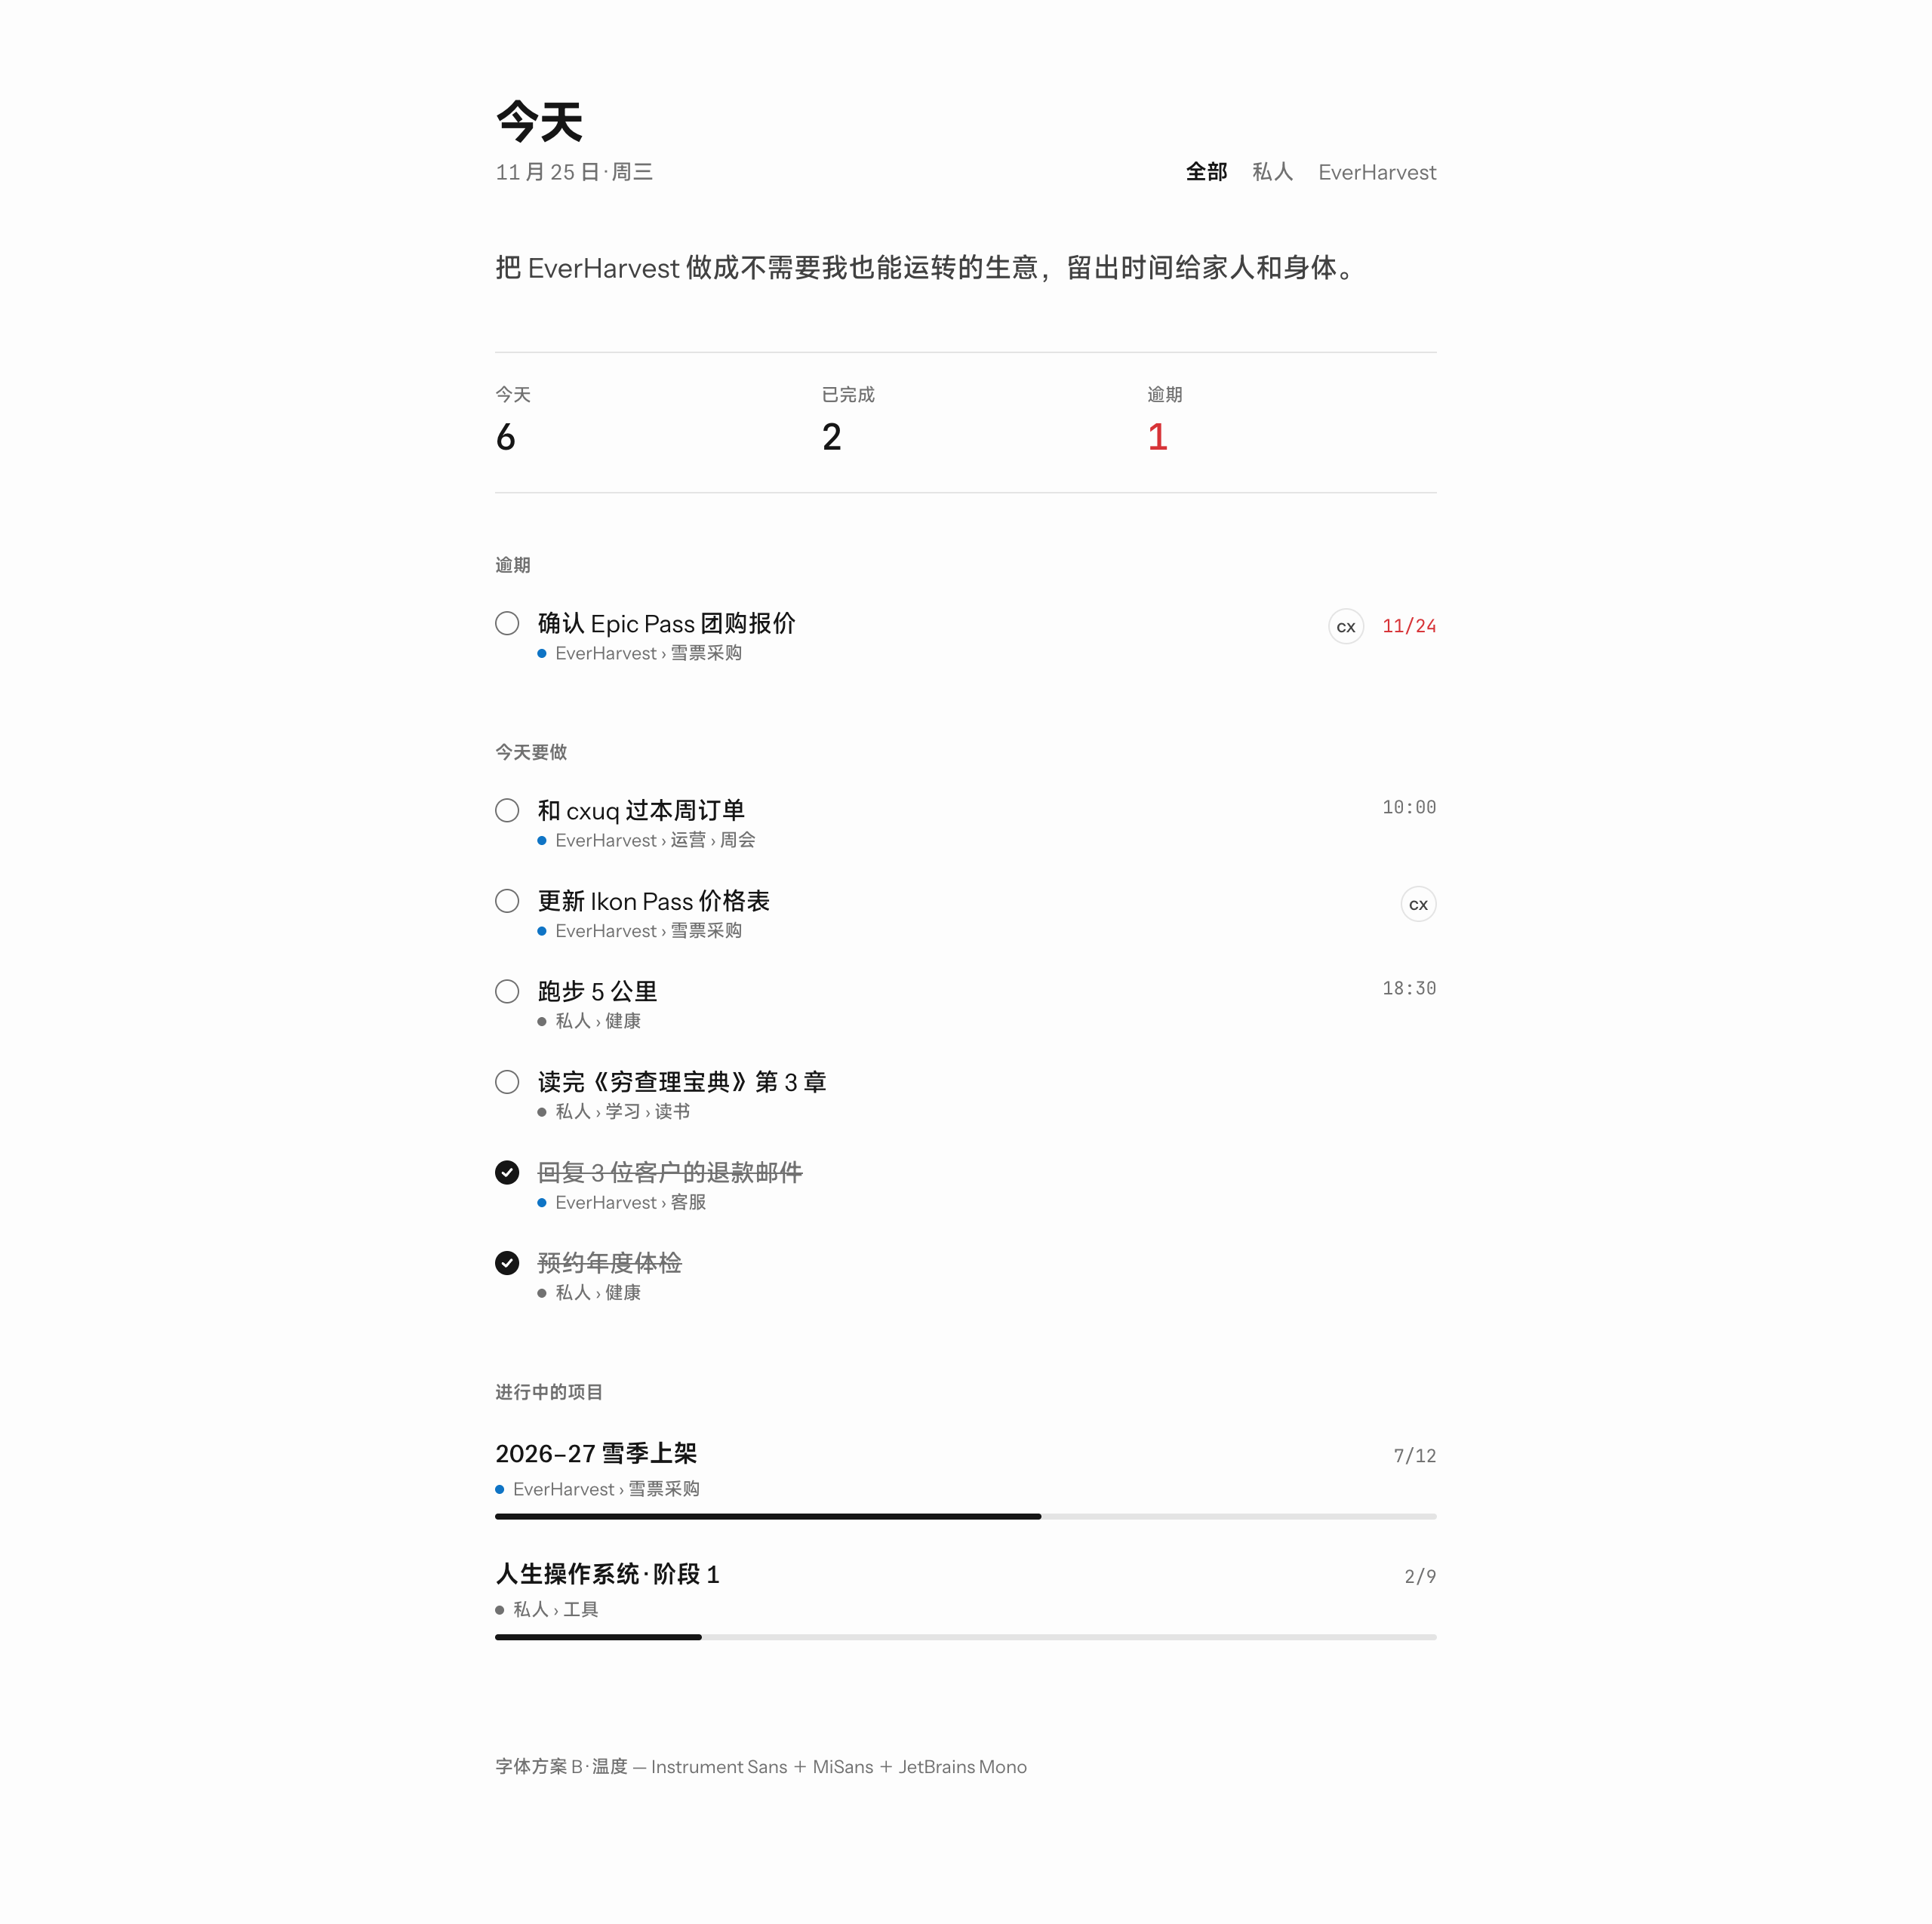 今天
11 月 25 日·周三
全部 私人 EverHarvest
把 EverHarvest 做成不需要我也能运转的生意，留出时间给家人和身体。
今天 已完成 逾期
6 2 1
逾期
确认 Epic Pass 团购报价 cx 11/24
EverHarvest › 雪票采购
今天要做
和 cxuq 过本周订单 10:00
EverHarvest › 运营 › 周会
更新 Ikon Pass 价格表 cx
EverHarvest › 雪票采购
跑步 5 公里 18:30
私人 › 健康
读完《穷查理宝典》第 3 章
私人 › 学习 › 读书
回复 3 位客户的退款邮件
EverHarvest › 客服
预约年度体检
私人 › 健康
进行中的项目
2026–27 雪季上架 7/12
EverHarvest › 雪票采购
人生操作系统·阶段 1 2/9
私人 › 工具
字体方案 B·温度 — Instrument Sans + MiSans + JetBrains Mono